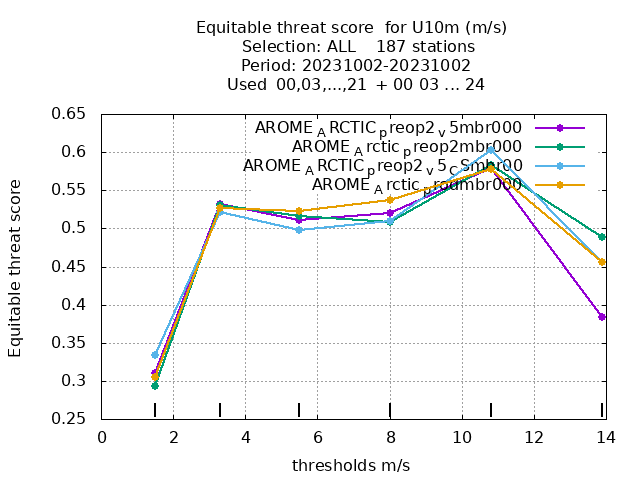 Equitable threat score  for U10m (m/s)
Selection: ALL    187 stations
Period: 20231002-20231002
Used  00,03,...,21  + 00 03 ... 24
0.65
0.6
0.55
0.5
0.45
0.4
0.35
0.3
0.25
Equitable threat score
AROME_ARCTIC_preop2_v5mbr000
AROME_Arctic_preop2mbr000
AROME_ARCTIC_preop2_v5_CSmbr000
AROME_Arctic_prodmbr000
0 2 4 6 8 10 12 14
thresholds m/s